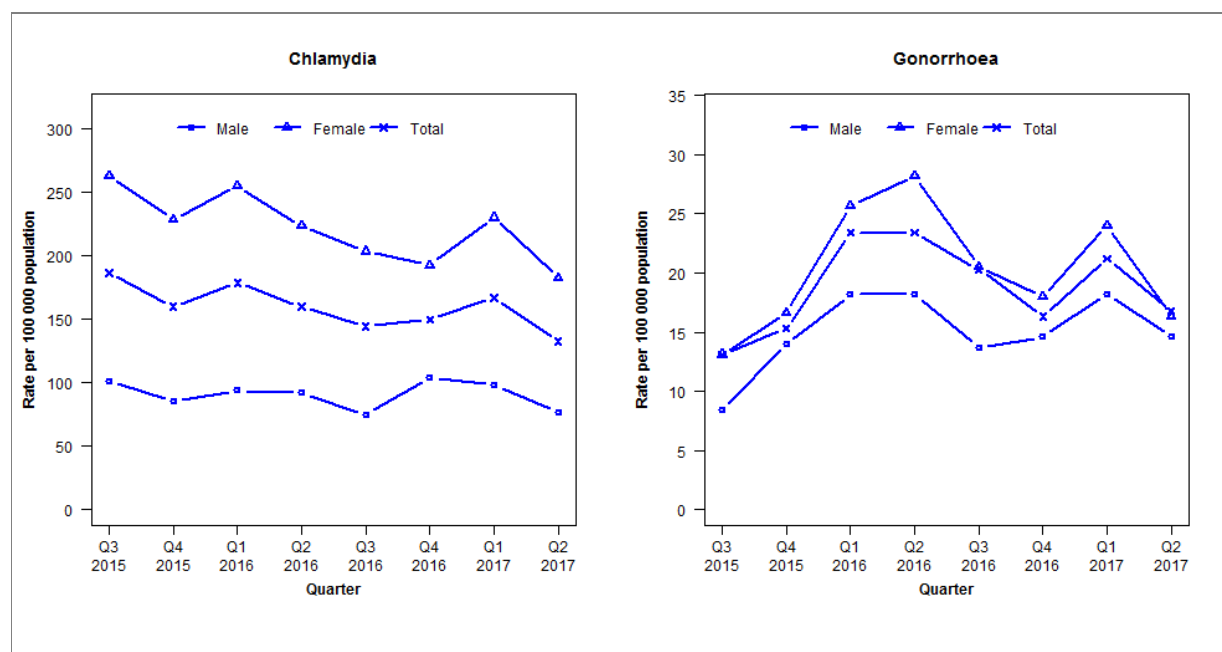 Chlamydia
Rate per 100 000 population
300
250
200
150
100
50
0
Male Female Total
Q3 Q4 Q1 Q2 Q3 Q4 Q1 Q2
2015 2015 2016 2016 2016 2016 2017 2017
Quarter
Gonorrhoea
Rate per 100 000 population
35
30
25
20
15
10
5
0
Male Female Total
Q3 Q4 Q1 Q2 Q3 Q4 Q1 Q2
2015 2015 2016 2016 2016 2016 2017 2017
Quarter